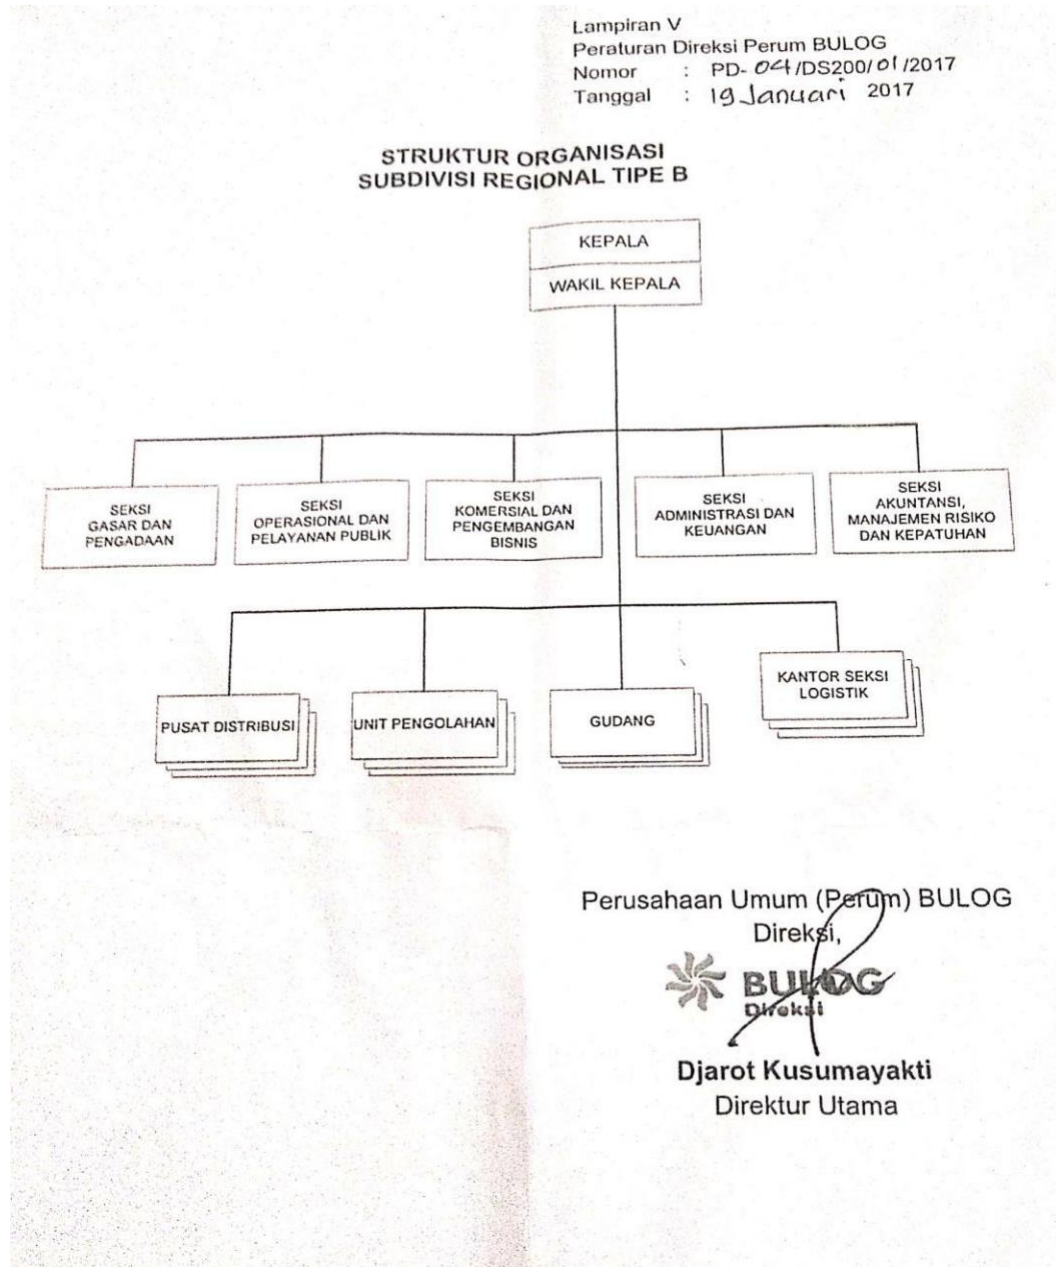 Lampiran V
Peraturan Direksi Perum BULOG
Nomor : PD- 04/DS200/01/2017
Tanggal : 19 Januari 2017
STRUKTUR ORGANISASI
SUBDIVISI REGIONAL TIPE B
KEPALA
WAKIL KEPALA
SEKSI
GASAR DAN
PENGADAAN
SEKSI
OPERASIONAL DAN
PELAYANAN PUBLIK
SEKSI
KOMERSIAL DAN
PENGEMBANGAN
BISNIS
SEKSI
ADMINISTRASI DAN
KEUANGAN
SEKSI
AKUNTANSI,
MANAJEMEN RISIKO
DAN KEPATUHAN
PUSAT DISTRIBUSI
UNIT PENGOLAHAN
GUDANG
KANTOR SEKSI
LOGISTIK
Perusahaan Umum (Perum) BULOG
Direksi,
BULOG
Direksi
Djarot Kusumayakti
Direktur Utama